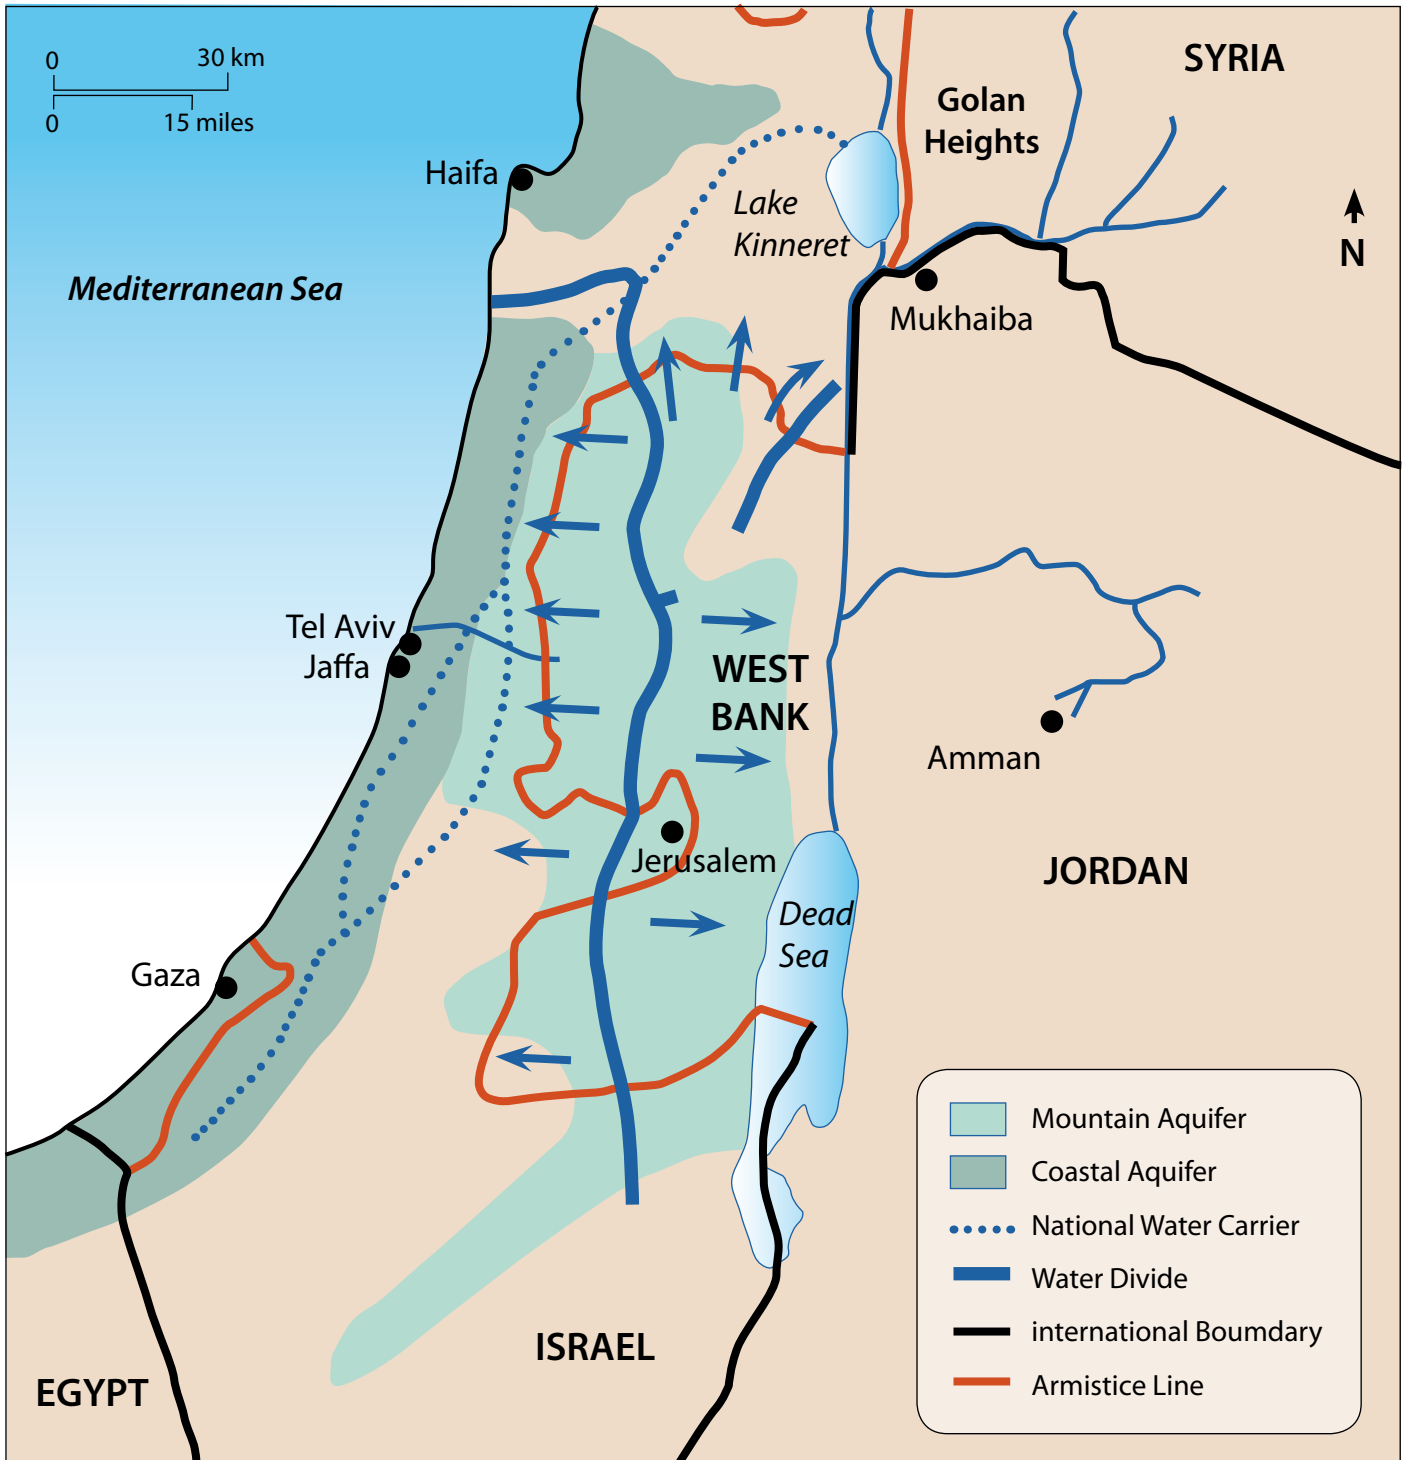 0
30 km
0
15 miles
SYRIA
Golan
Heights
Haifa
Lake
Kinneret
N
Mediterranean Sea
Mukhaiba
Tel Aviv
Jaffa
WEST
BANK
Amman
Jerusalem
JORDAN
Dead
Sea
Gaza
Mountain Aquifer
Coastal Aquifer
National Water Carrier
Water Divide
international Boumdary
Armistice Line
ISRAEL
EGYPT